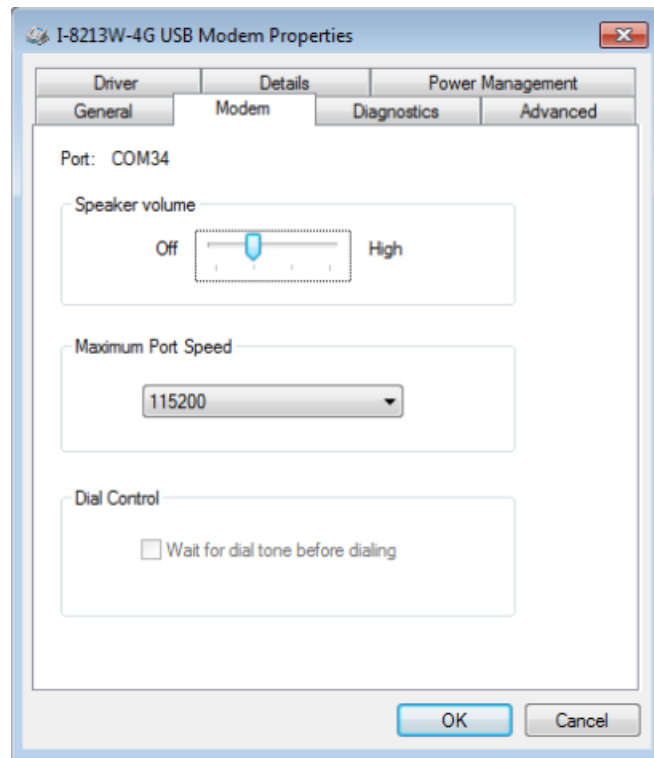 I-8213W-4G USB Modem Properties
Driver Details Power Management
General Modem Diagnostics Advanced
Port: COM34
Speaker volume
Off High
Maximum Port Speed
115200
Dial Control
Wait for dial tone before dialing
OK Cancel